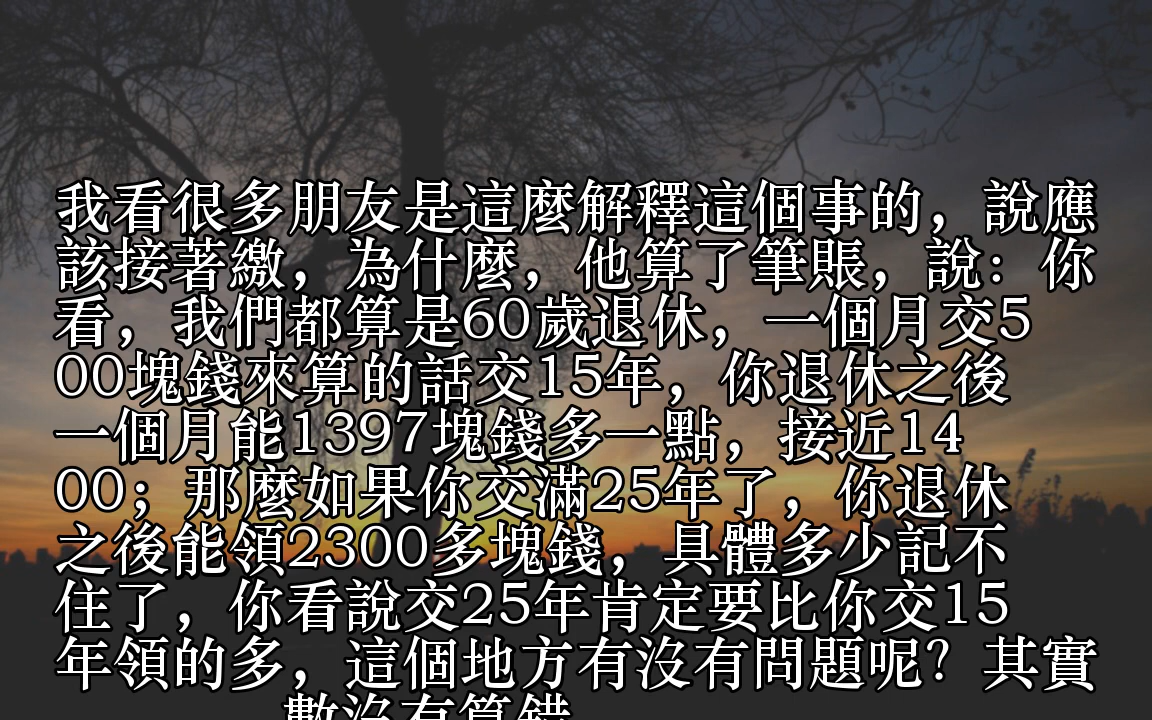 我看很多朋友是這麼解釋這個事的，說應
該接著繳，為什麼，他算了筆賬，說：你
看，我們都算是60歲退休，一個月交5
00塊錢來算的話交15年，你退休之後
一個月能1397塊錢多一點，接近14
00；那麼如果你交滿25年了，你退休
之後能領2300多塊錢，具體多少記不
住了，你看說交25年肯定要比你交15
年領的多，這個地方有沒有問題呢？其實
數沒有算錯